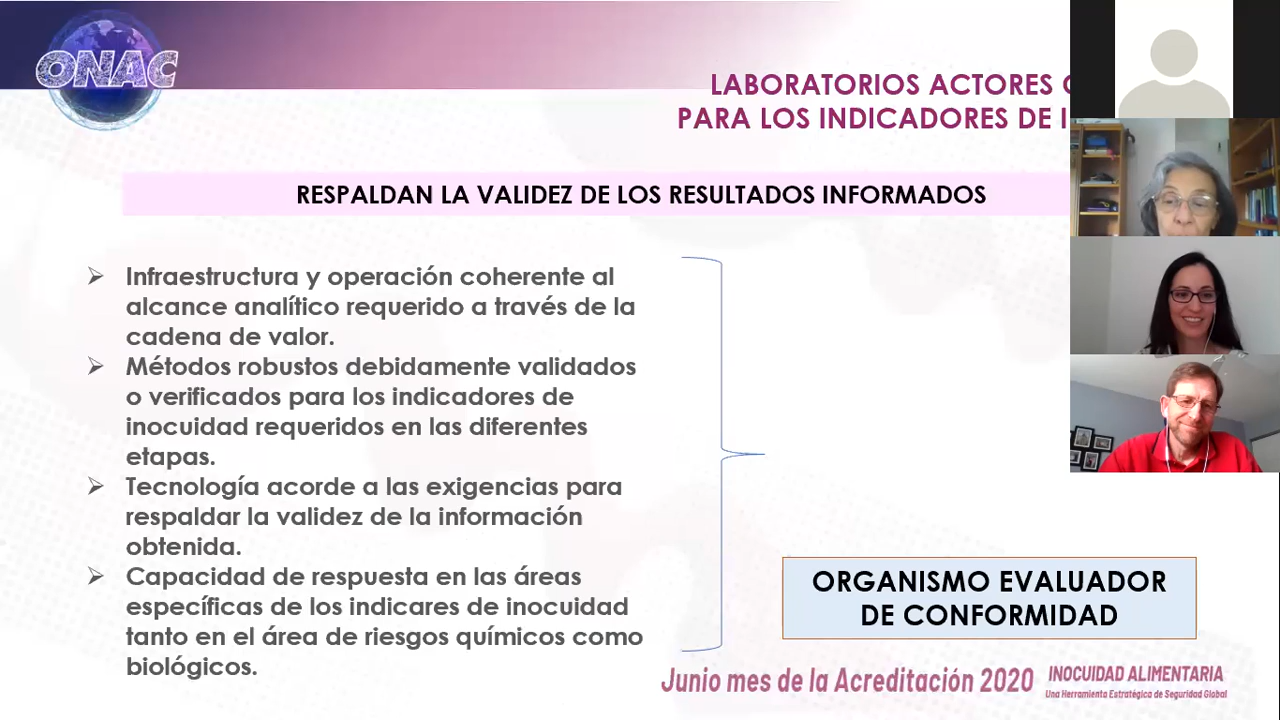 ONAC
LABORATORIOS ACTORES
PARA LOS INDICADORES DE
RESPALDAN LA VALIDEZ DE LOS RESULTADOS INFORMADOS
Infraestructura y operación coherente al
alcance analítico requerido a través de la
cadena de valor.
Métodos robustos debidamente validados
o verificados para los indicadores de
inocuidad requeridos en las diferentes
etapas.
Tecnología acorde a las exigencias para
respaldar la validez de la información
obtenida.
Capacidad de respuesta en las áreas
específicas de los indicares de inocuidad
tanto en el área de riesgos químicos como
biológicos.
ORGANISMO EVALUADOR
DE CONFORMIDAD
Junio mes de la Acreditación 2020
INOCUIDAD ALIMENTARIA
Una Herramienta Estratégica de Seguridad Global